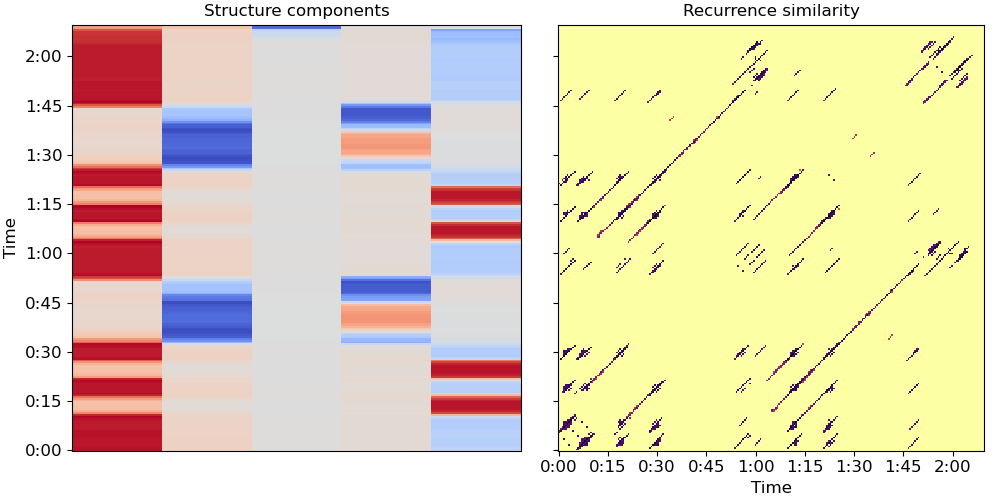 Structure components
Recurrence similarity
2:00
1:45
1:30
1:15
1:00
0:45
0:30
0:15
0:00
Time
0:00 0:15 0:30 0:45 1:00 1:15 1:30 1:45 2:00
Time